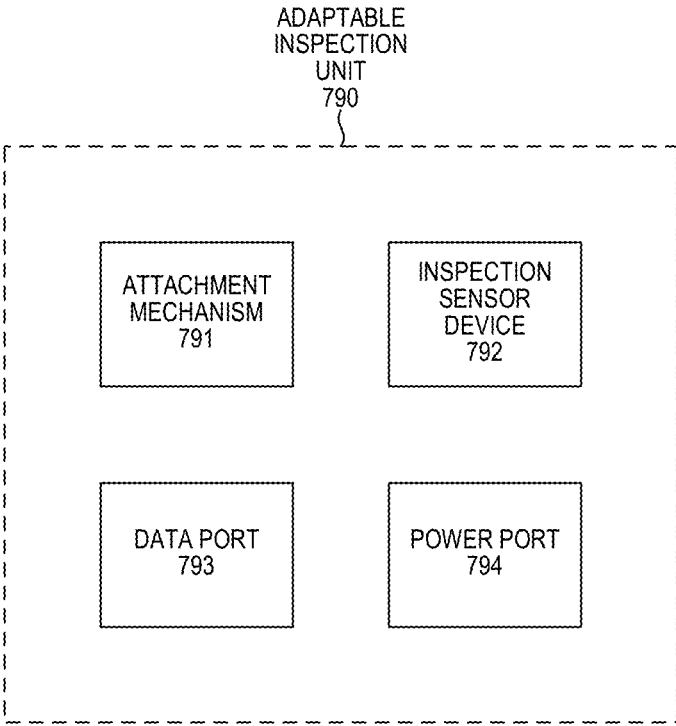 ADAPTABLE
INSPECTION
UNIT
790
ATTACHMENT
MECHANISM
791
INSPECTION
SENSOR
DEVICE
792
DATA PORT
793
POWER PORT
794